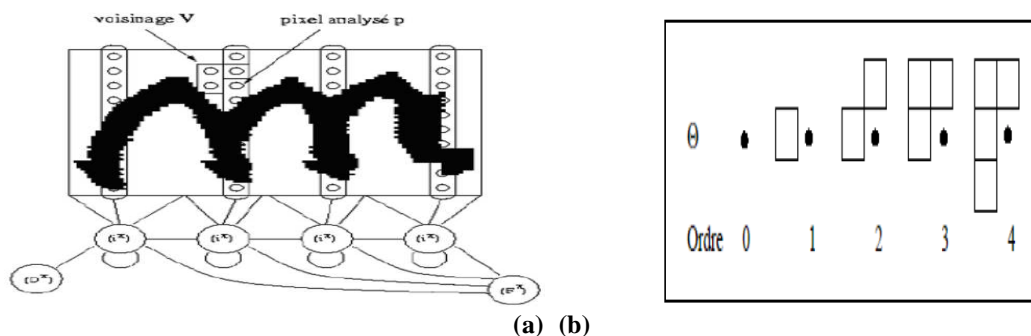 voisinage V
pixel analysé p
(i*) (i*) (i*) (i*)
(D*)
(F*)
Θ
Ordre 0 1 2 3 4
(a) (b)